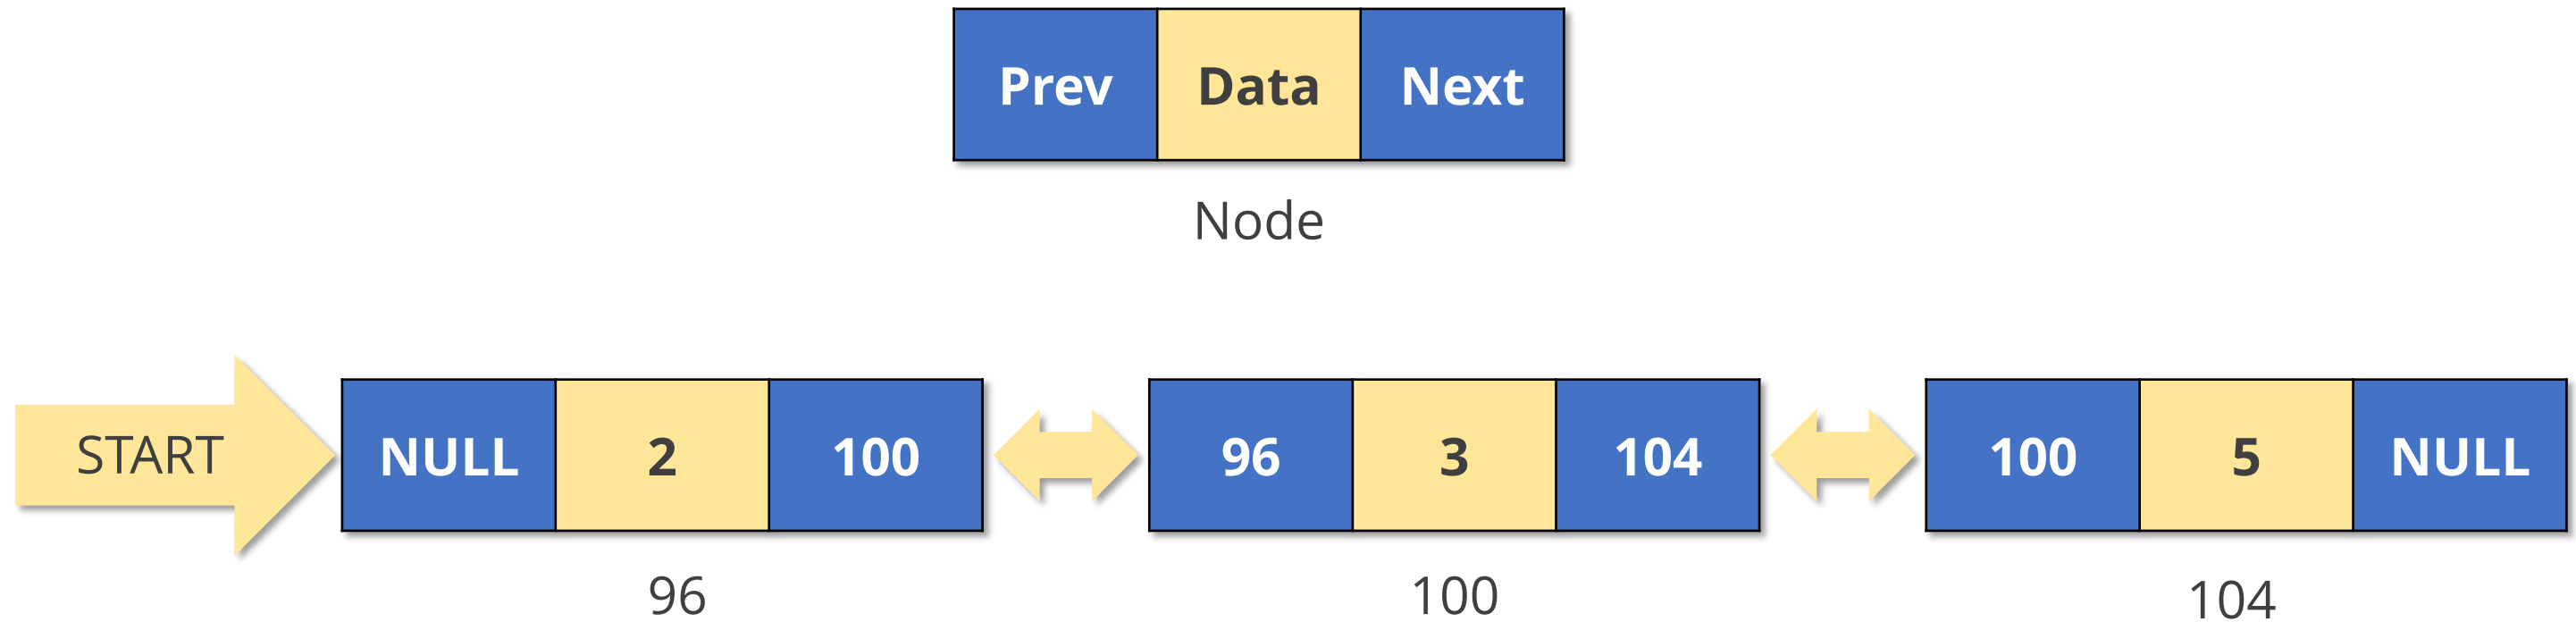 Prev Data Next
Node
START NULL 2 100 96 3 104 100 5 NULL
96 100 104